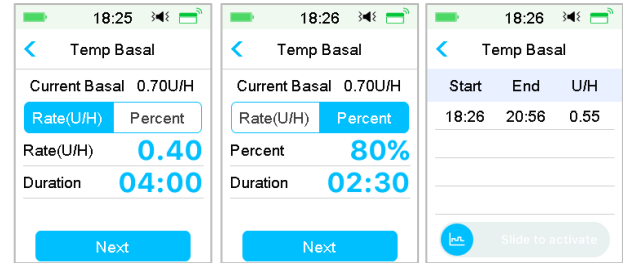 18:25
Temp Basal
Current Basal 0.70U/H
Rate(U/H) Percent
Rate(U/H) 0.40
Duration 04:00
Next
18:26
Temp Basal
Current Basal 0.70U/H
Rate(U/H) Percent
Percent 80%
Duration 02:30
Next
18:26
Temp Basal
Start End U/H
18:26 20:56 0.55
Slide to activate